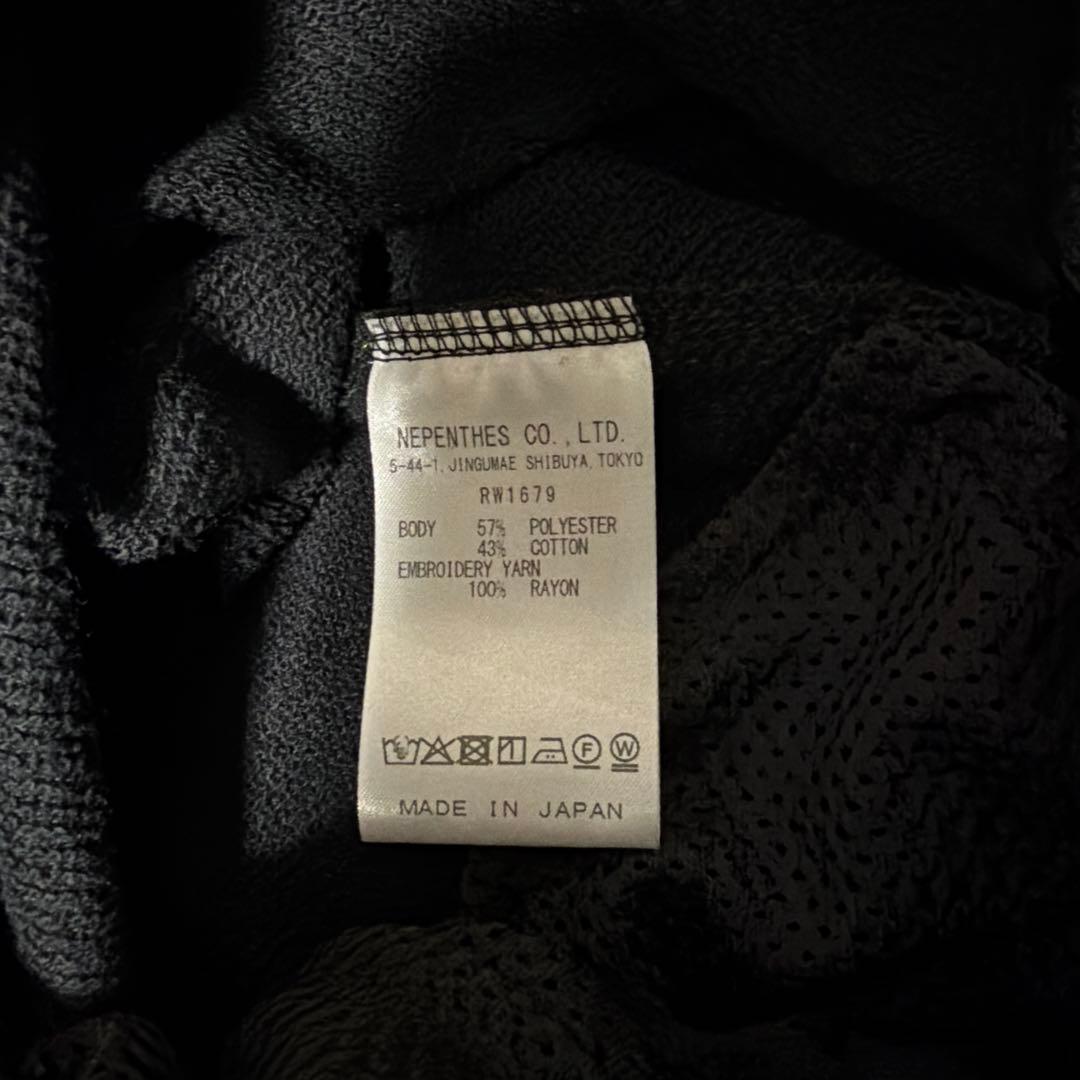 NEPENTHES CO.,LTD.
5-44-1, JINGUMAE SHIBUYA, TOKYO
RW1679
BODY 57% POLYESTER
43% COTTON
EMBROIDERY YARN
100% RAYON
F W
MADE IN JAPAN